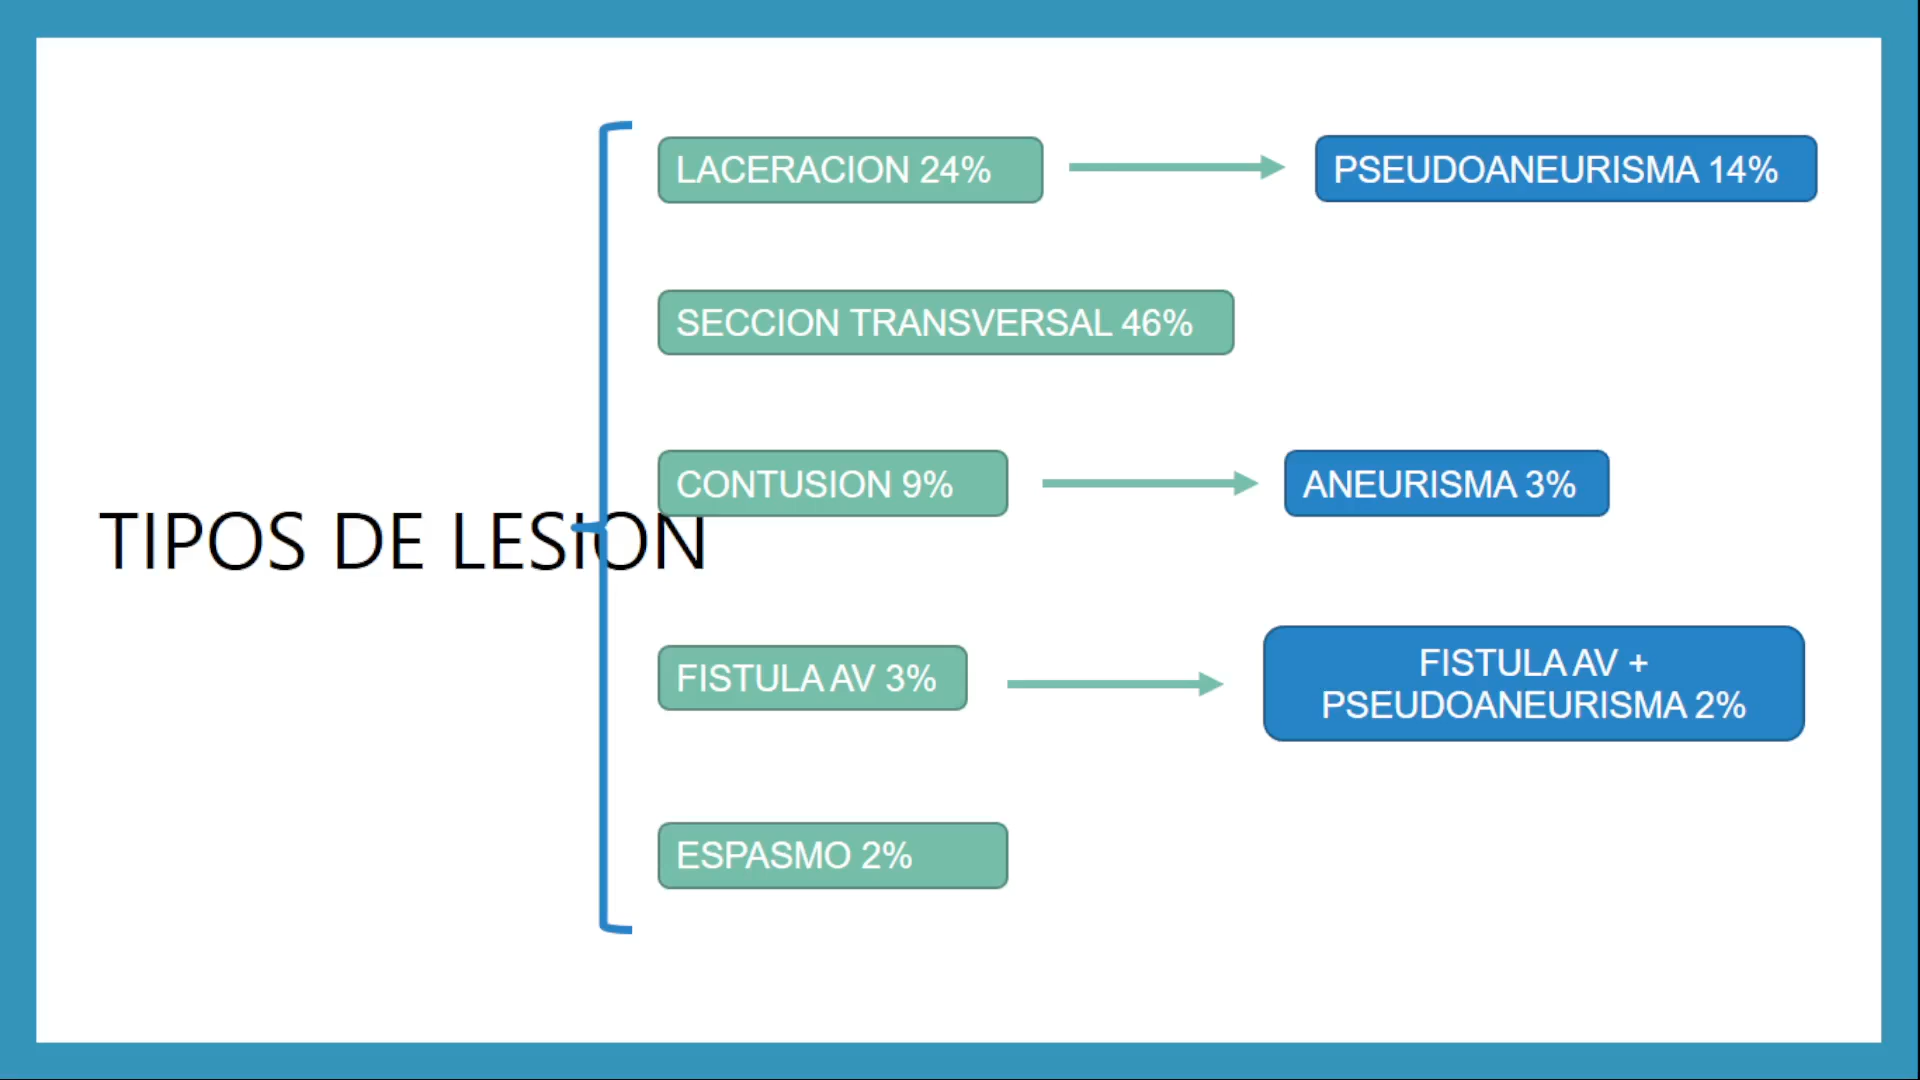 TIPOS DE LESION
LACERACION 24%
PSEUDOANEURISMA 14%
SECCION TRANSVERSAL 46%
CONTUSION 9%
ANEURISMA 3%
FISTULA AV 3%
FISTULA AV +
PSEUDOANEURISMA 2%
ESPASMO 2%